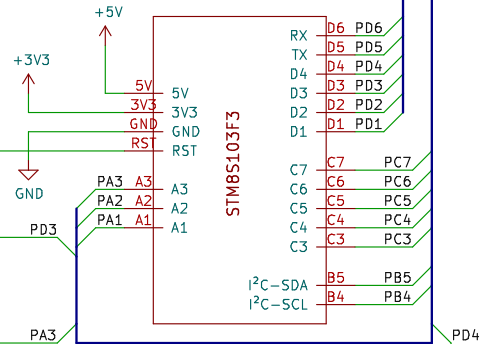 +5V
+3V3
5V 5V
3V3 3V3
GND GND
RST RST
GND
PA3 A3 A3
PA2 A2 A2
PA1 A1 A1
PD3
PA3
STM8S103F3
RX D6 PD6
TX D5 PD5
D4 D4 PD4
D3 D3 PD3
D2 D2 PD2
D1 D1 PD1
C7 C7 PC7
C6 C6 PC6
C5 C5 PC5
C4 C4 PC4
C3 C3 PC3
I²C-SDA B5 PB5
I²C-SCL B4 PB4
PD4